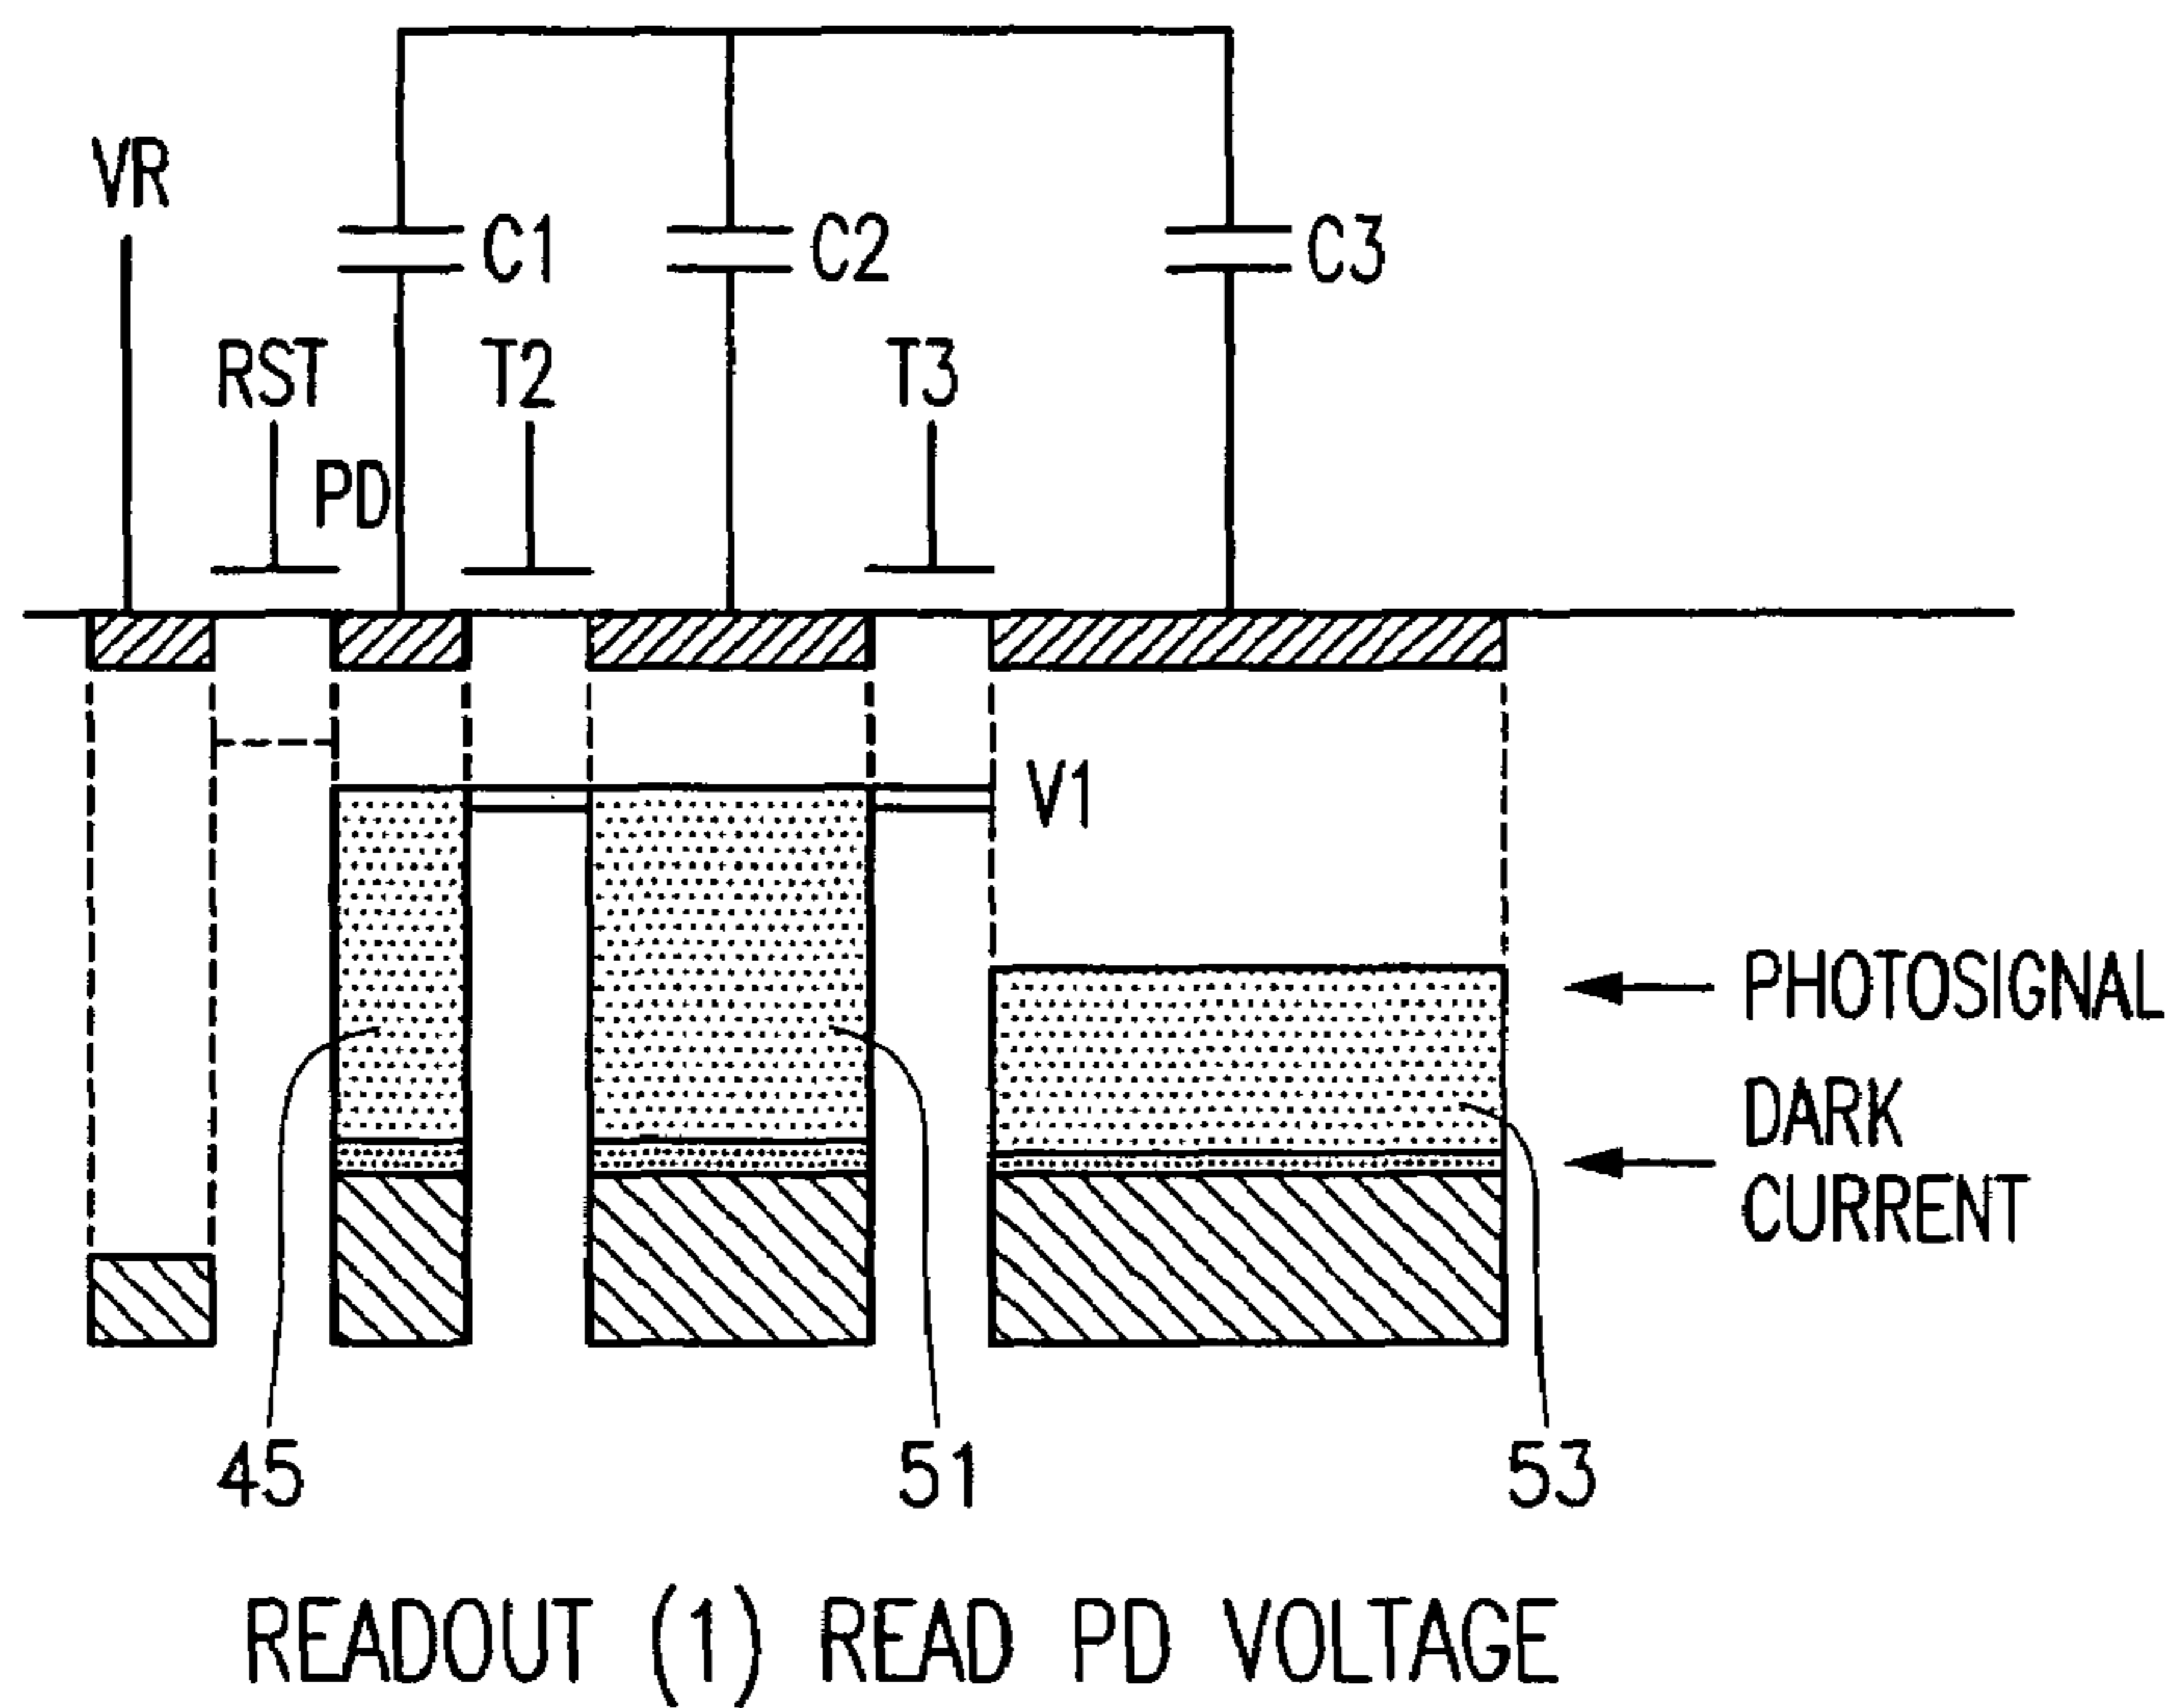 VR
C1
C2
C3
RST
T2
T3
PD
V1
PHOTOSIGNAL
DARK
CURRENT
45
51
53
READOUT (1) READ PD VOLTAGE